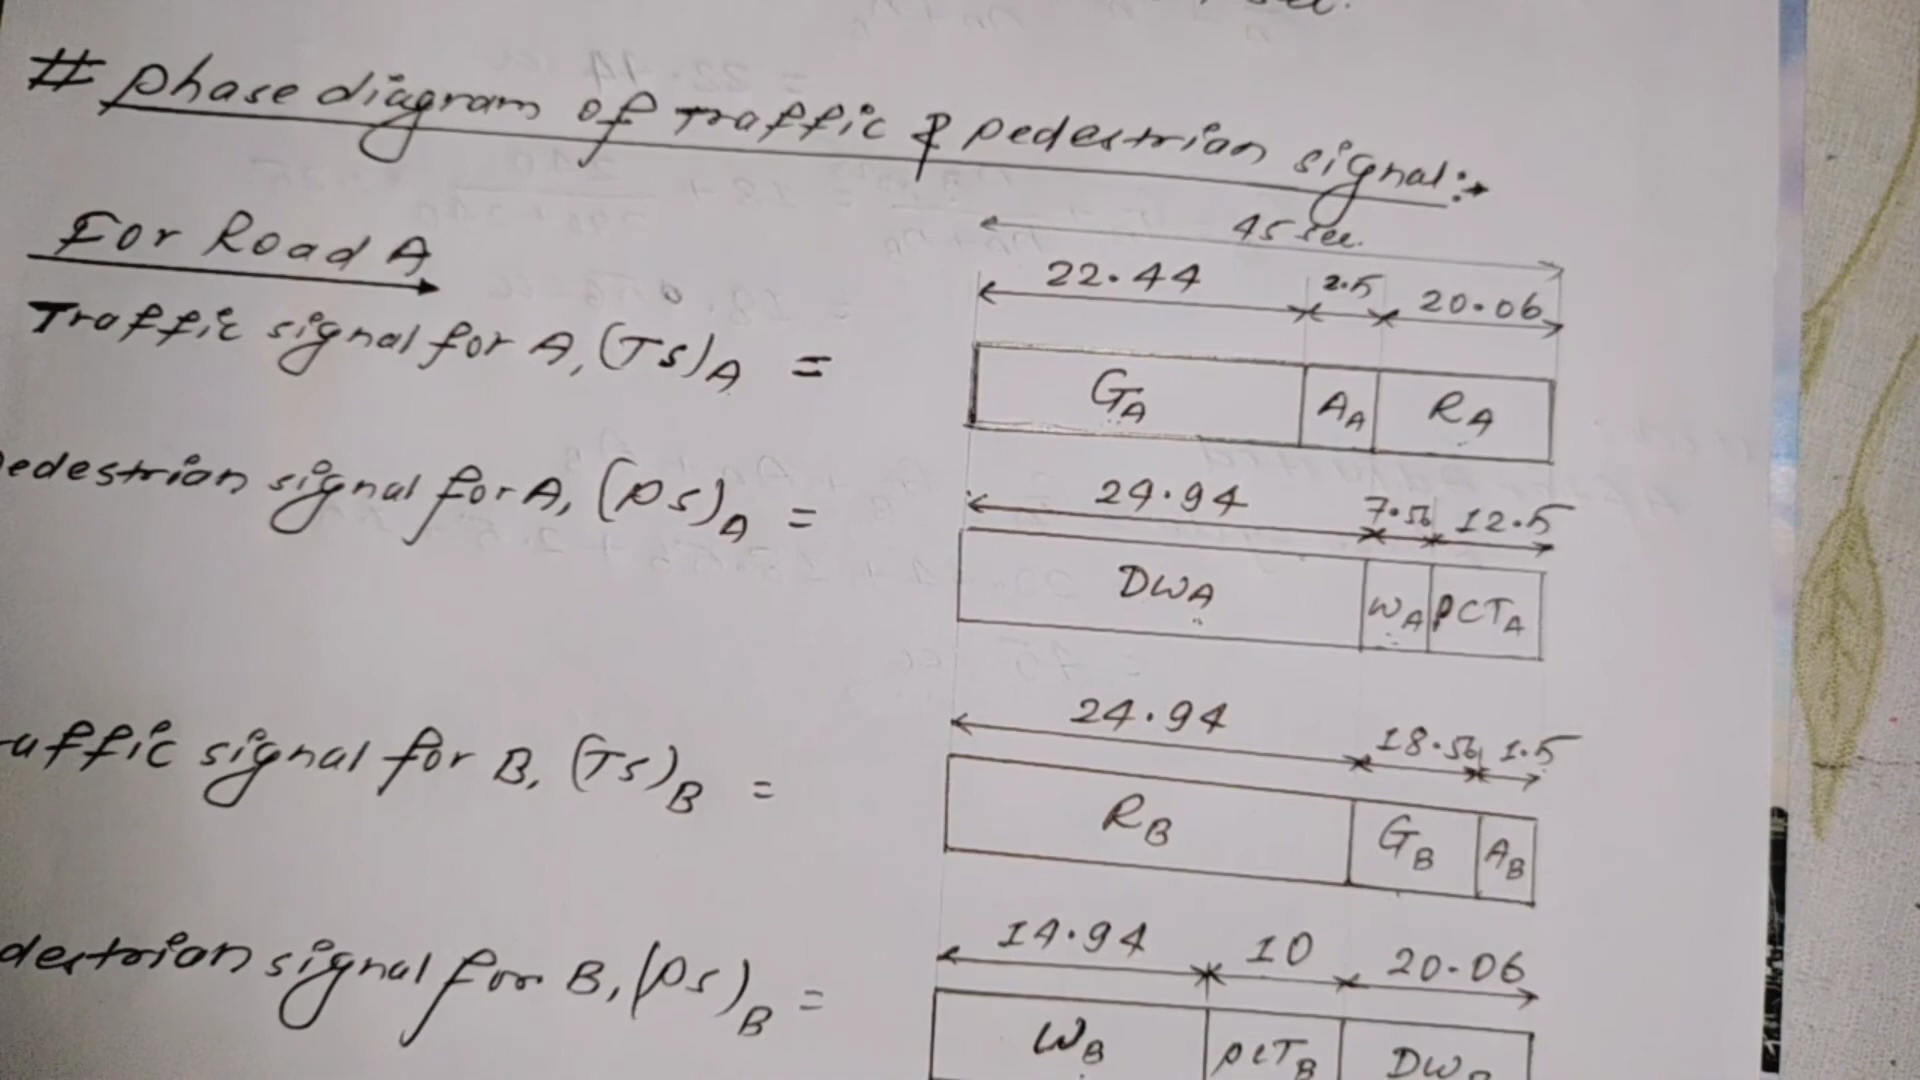 # phase diagram of traffic & pedestrian signal:-
For Road A
45 sec.
22.44 2.5 20.06
Traffic signal for A, (TS)A =
GA AA RA
24.94 7.56 12.5
edestrian signal for A, (PS)A =
DWA WA PCTA
24.94 18.56 1.5
affic signal for B, (TS)B =
RB GB AB
14.94 10 20.06
destrian signal for B, (PS)B =
WB PCTB DW